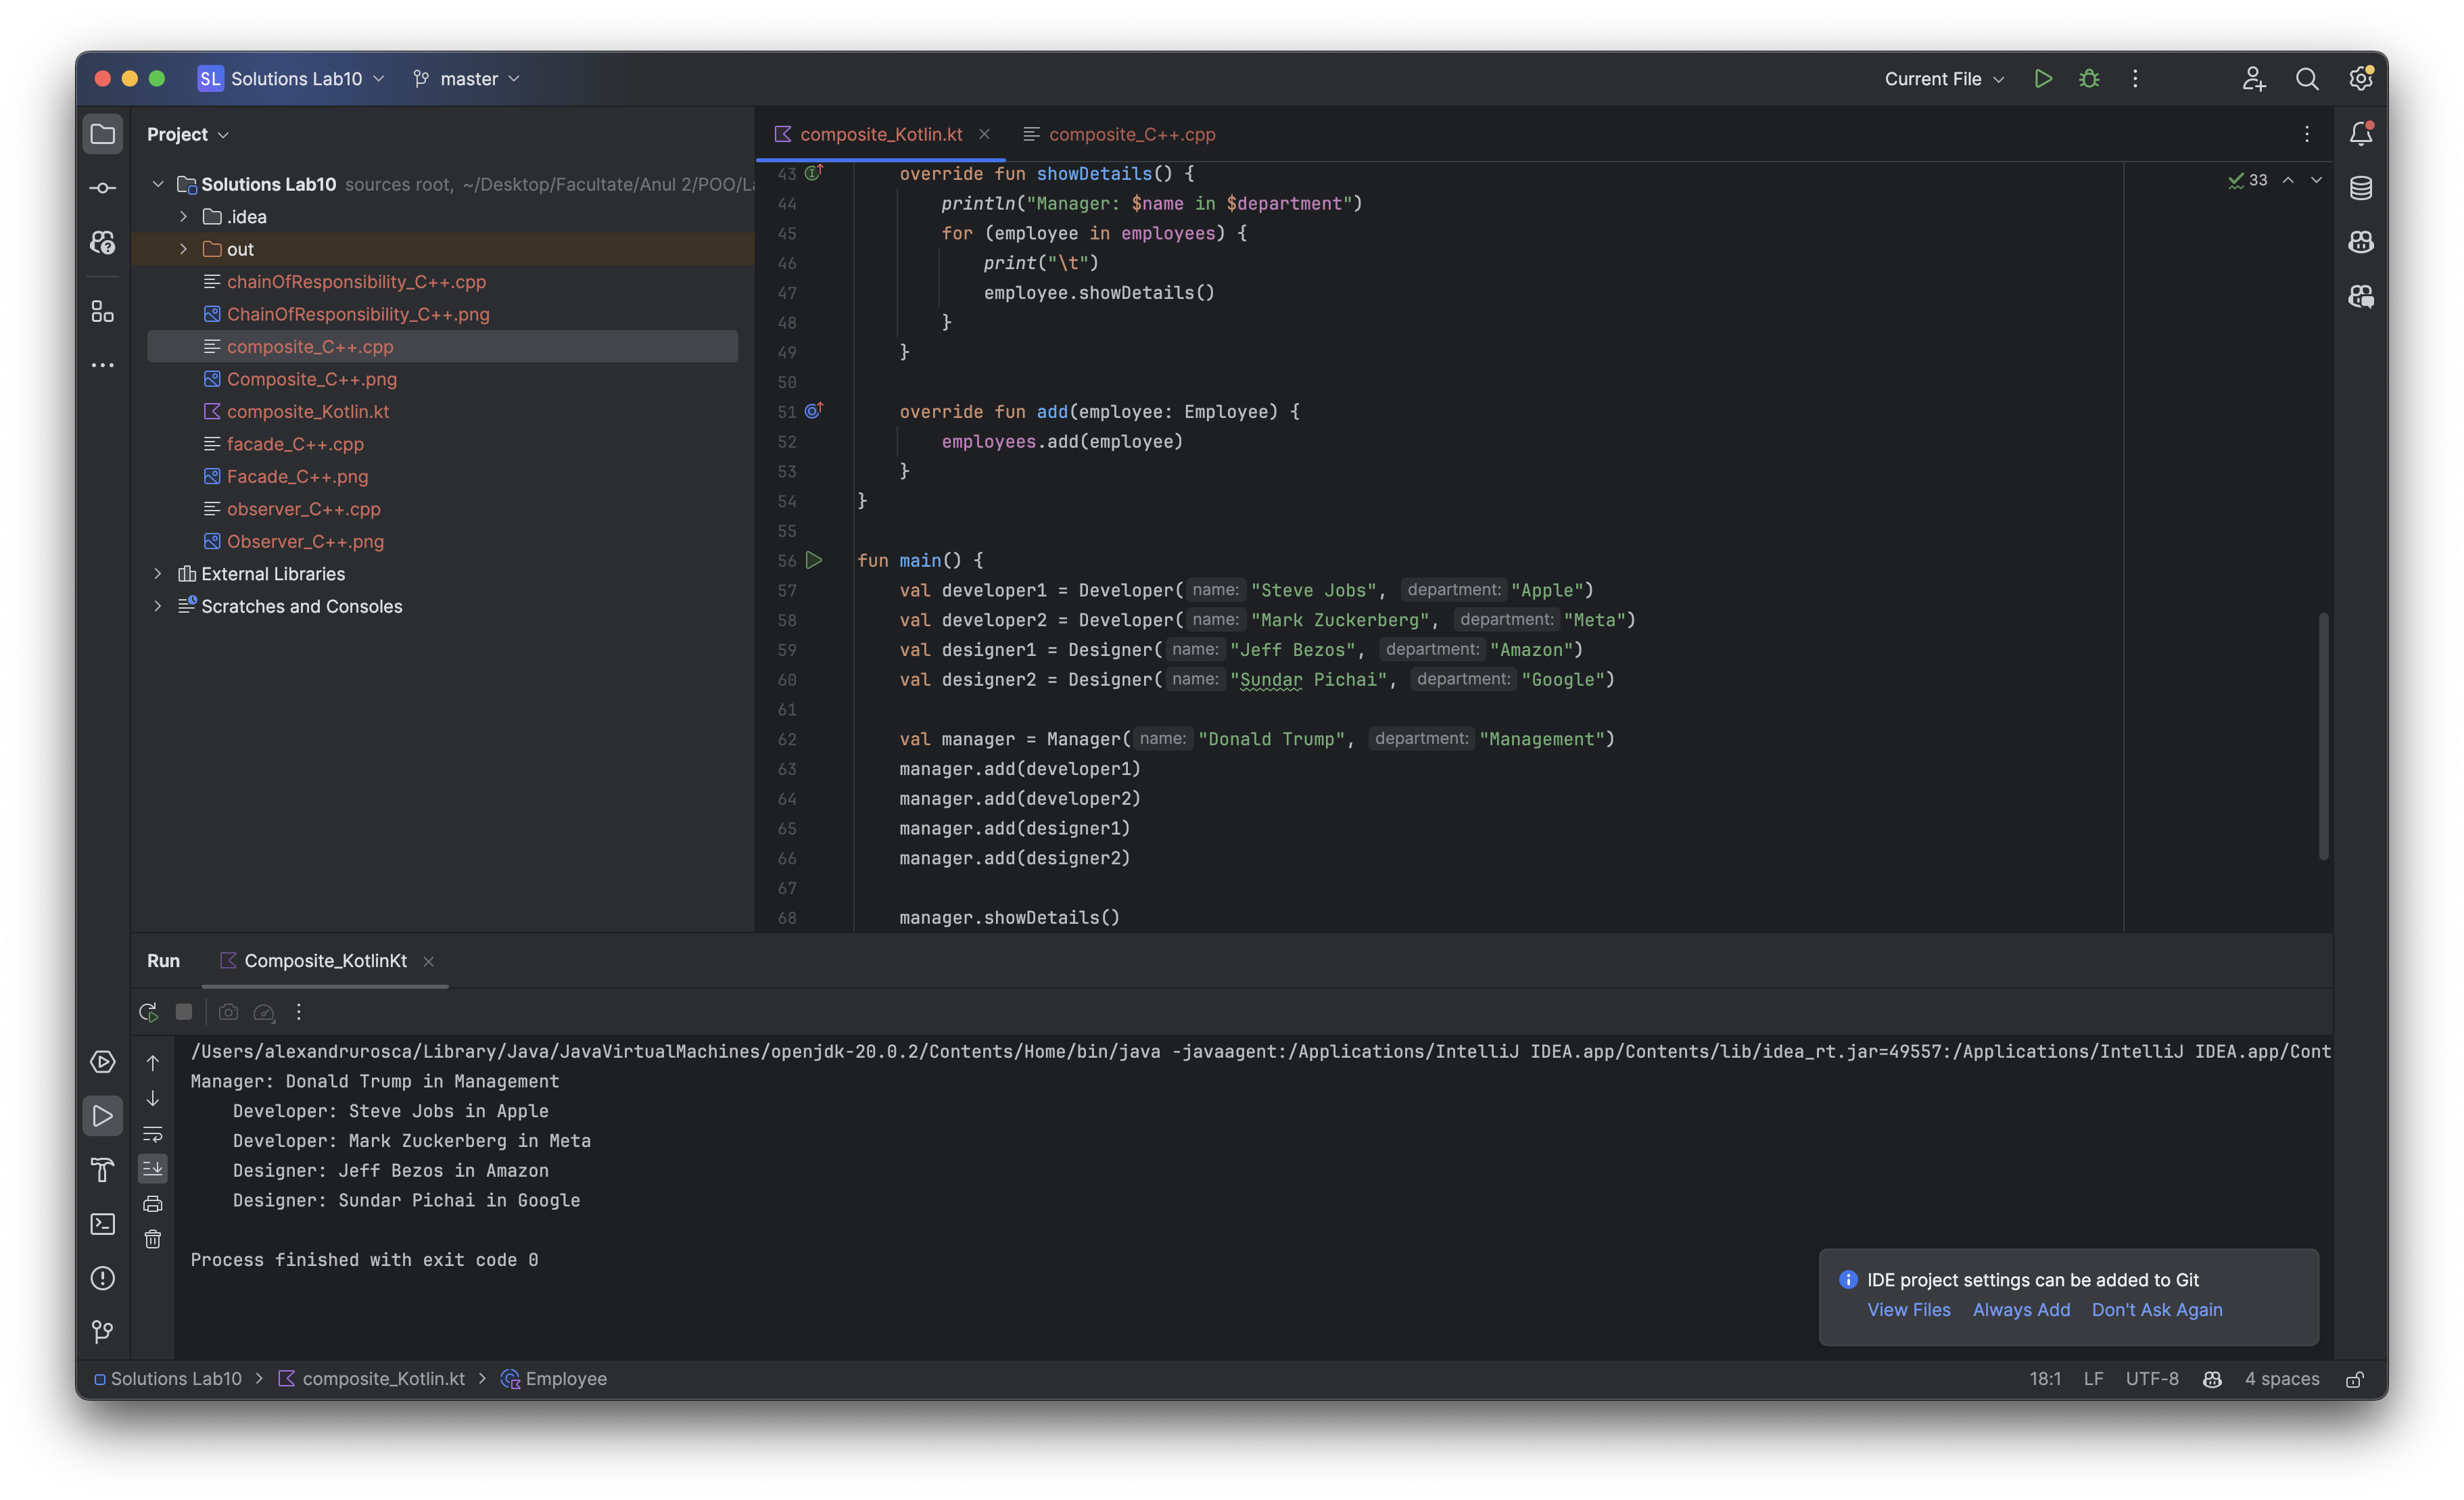 SL Solutions Lab10 master Current File
Project
Solutions Lab10 sources root, ~/Desktop/Facultate/Anul 2/POO/La
.idea
out
chainOfResponsibility_C++.cpp
ChainOfResponsibility_C++.png
composite_C++.cpp
Composite_C++.png
composite_Kotlin.kt
facade_C++.cpp
Facade_C++.png
observer_C++.cpp
Observer_C++.png
External Libraries
Scratches and Consoles
composite_Kotlin.kt composite_C++.cpp
33
43 override fun showDetails() {
44 println("Manager: $name in $department")
45 for (employee in employees) {
46 print("\t")
47 employee.showDetails()
48 }
49 }
50
51 override fun add(employee: Employee) {
52 employees.add(employee)
53 }
54 }
55
56 fun main() {
57 val developer1 = Developer( name: "Steve Jobs", department: "Apple")
58 val developer2 = Developer( name: "Mark Zuckerberg", department: "Meta")
59 val designer1 = Designer( name: "Jeff Bezos", department: "Amazon")
60 val designer2 = Designer( name: "Sundar Pichai", department: "Google")
61
62 val manager = Manager( name: "Donald Trump", department: "Management")
63 manager.add(developer1)
64 manager.add(developer2)
65 manager.add(designer1)
66 manager.add(designer2)
67
68 manager.showDetails()
Run Composite_KotlinKt
/Users/alexandrurosca/Library/Java/JavaVirtualMachines/openjdk-20.0.2/Contents/Home/bin/java -javaagent:/Applications/IntelliJ IDEA.app/Contents/lib/idea_rt.jar=49557:/Applications/IntelliJ IDEA.app/Cont
Manager: Donald Trump in Management
Developer: Steve Jobs in Apple
Developer: Mark Zuckerberg in Meta
Designer: Jeff Bezos in Amazon
Designer: Sundar Pichai in Google
Process finished with exit code 0
IDE project settings can be added to Git
View Files Always Add Don't Ask Again
Solutions Lab10 > composite_Kotlin.kt > Employee
18:1 LF UTF-8 4 spaces